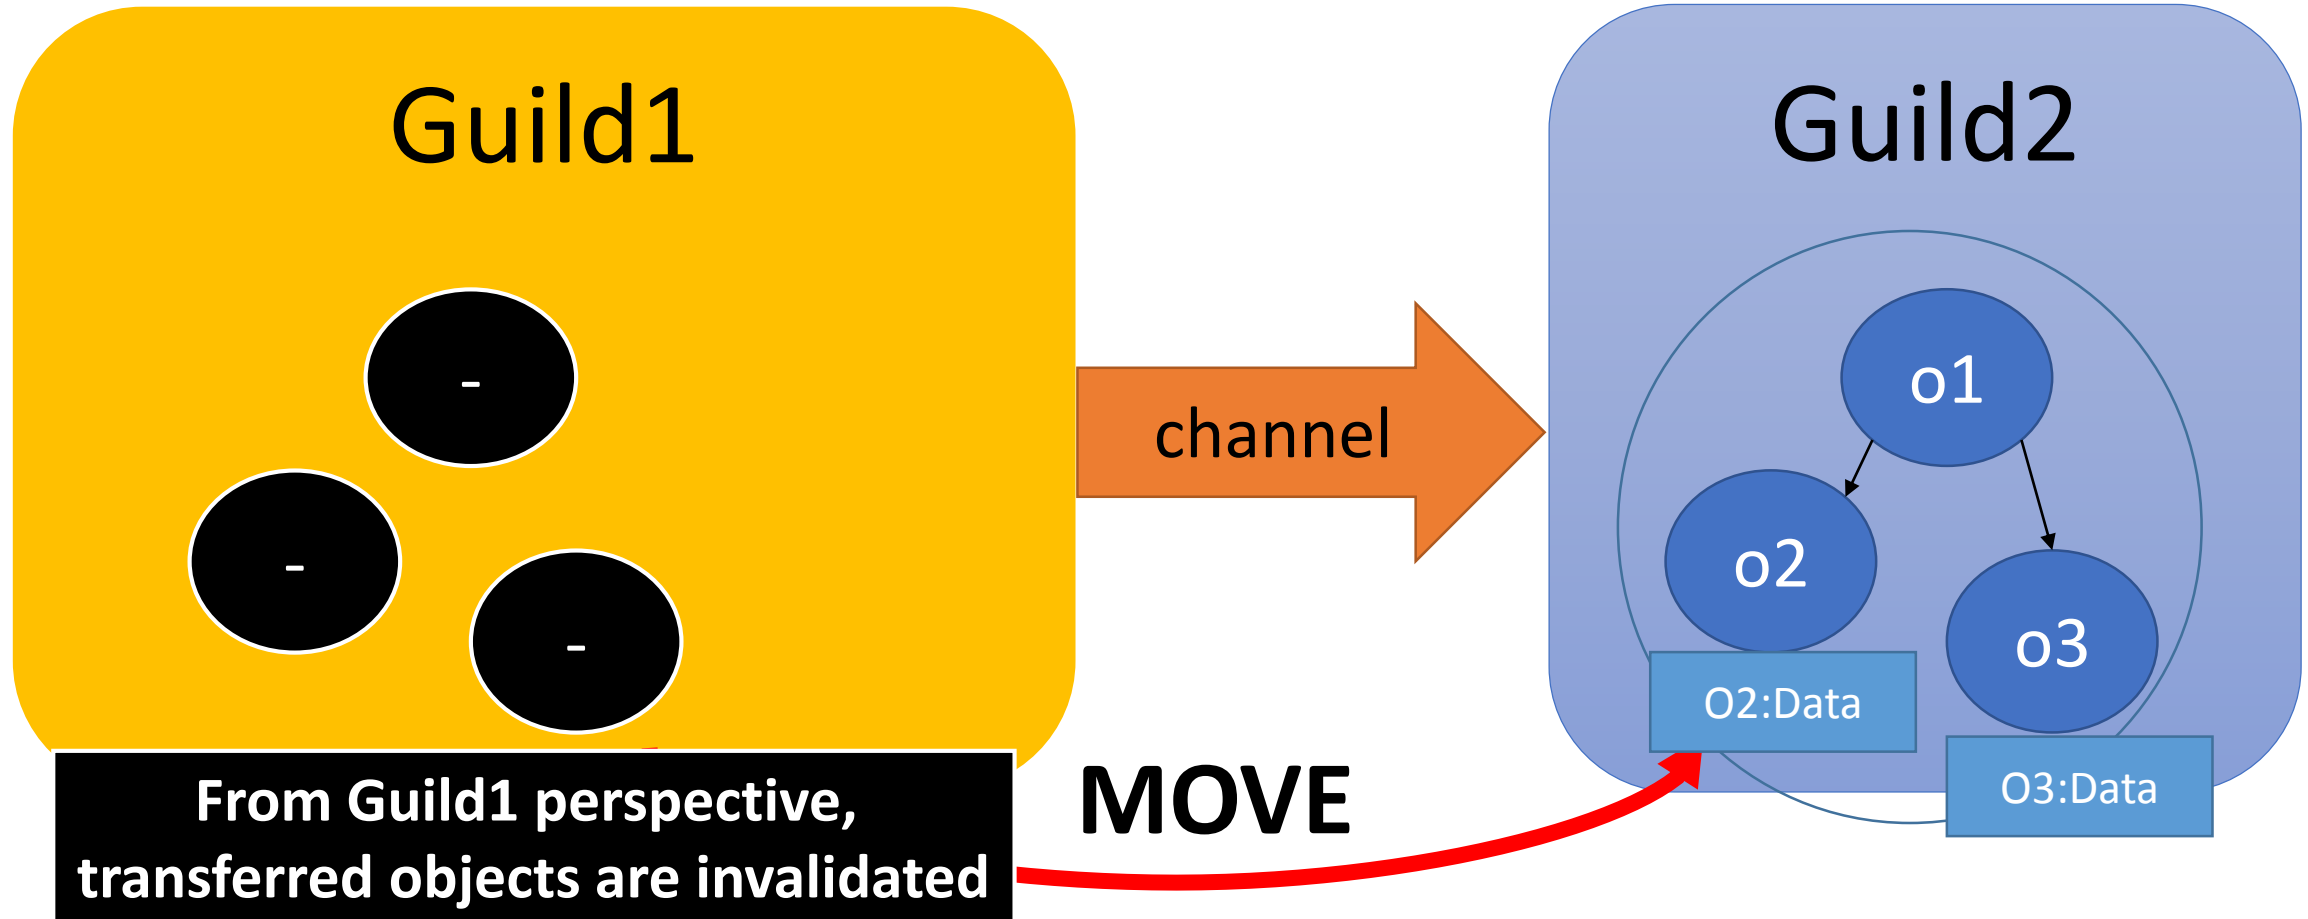 Guild1
Guild2
-
-
-
channel
o1
o2
o3
O2:Data
O3:Data
MOVE
From Guild1 perspective,
transferred objects are invalidated